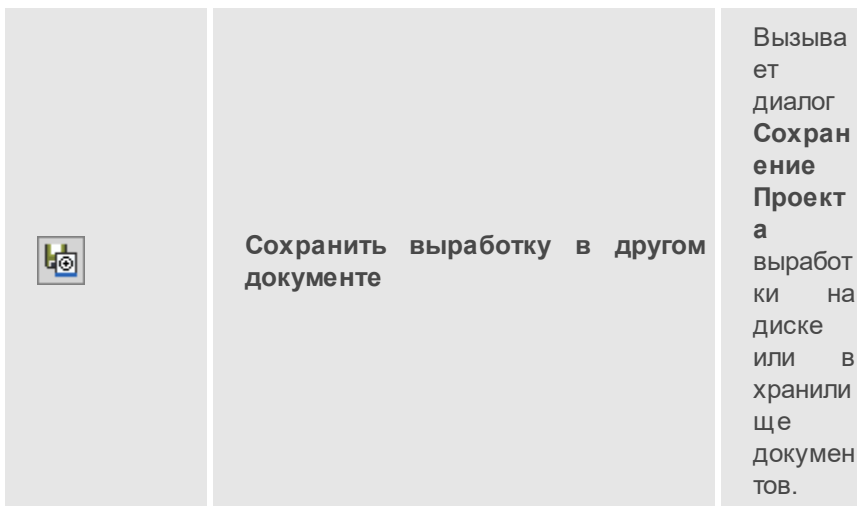 Сохранить выработку в другом
документе
Вызыва
ет
диалог
Сохран
ение
Проект
а
выработ
ки на
диске
или в
хранили
ще
докумен
тов.